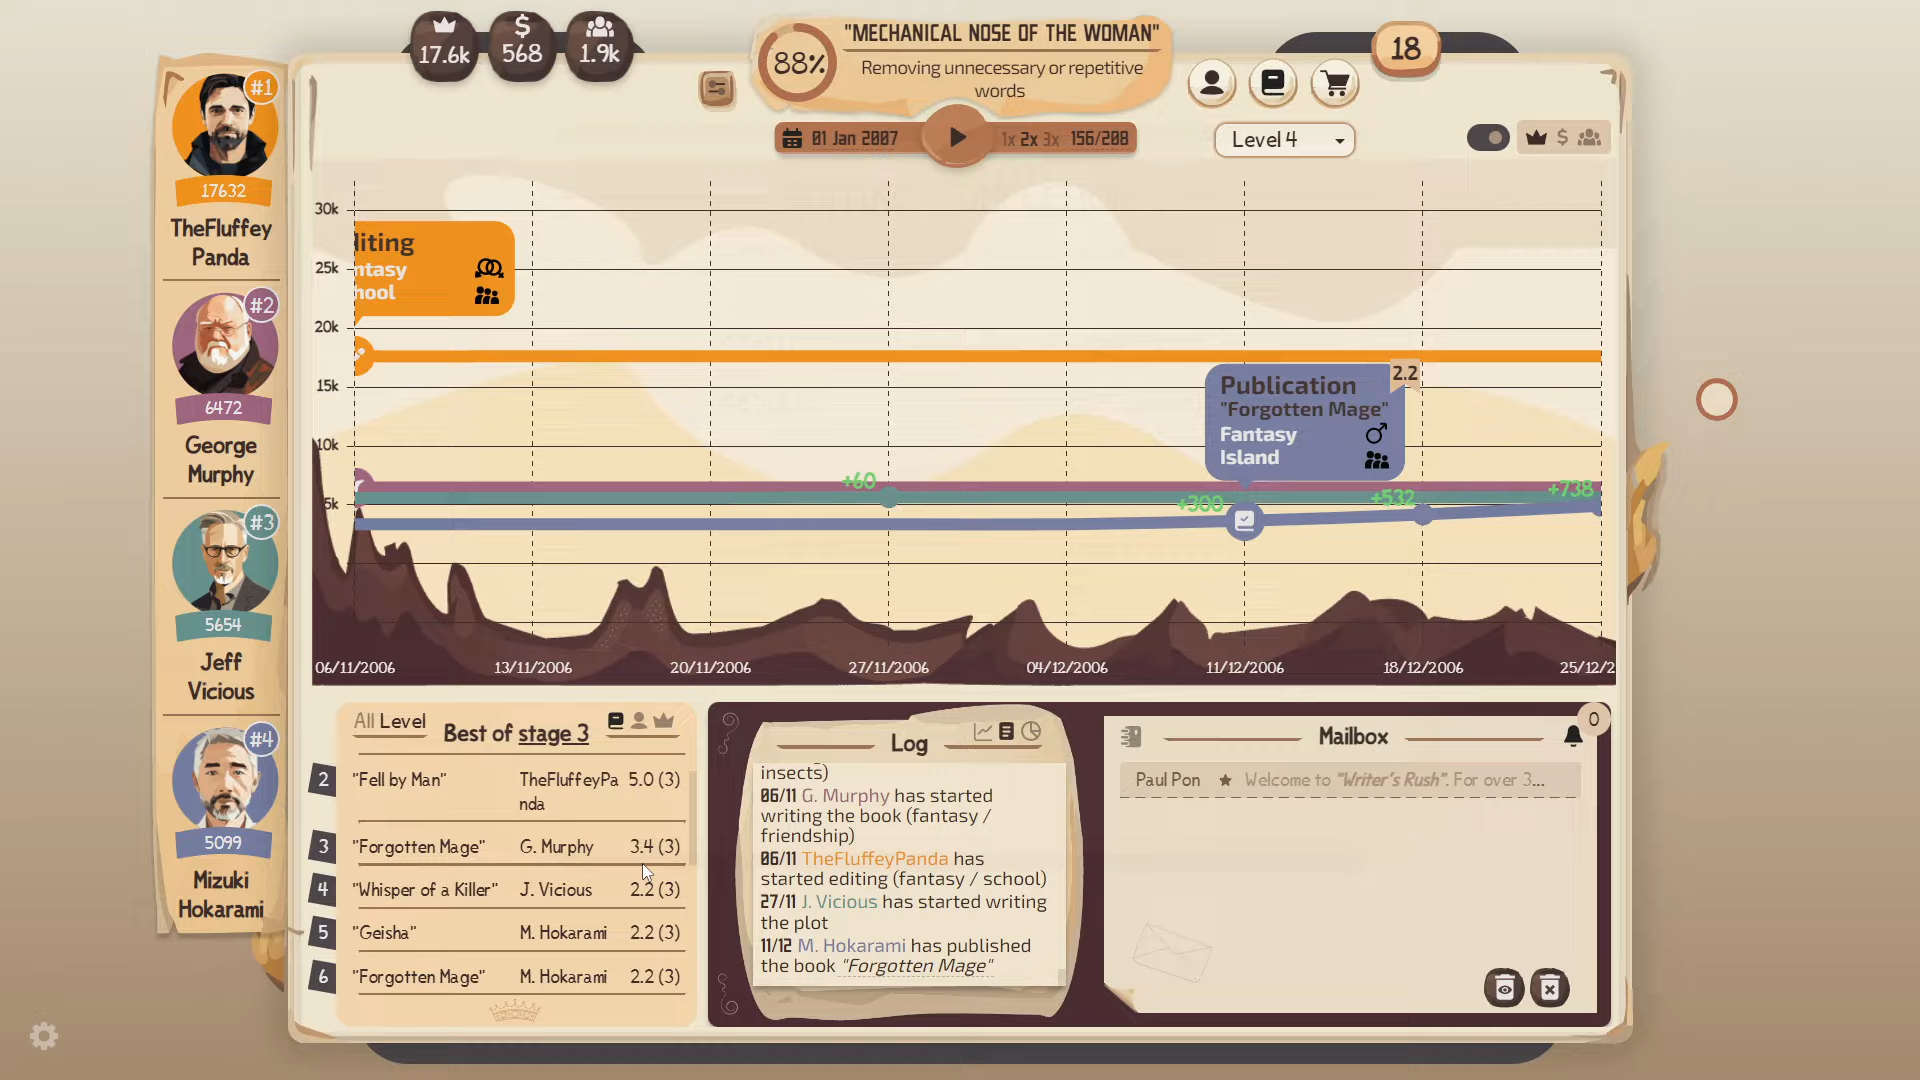 17.6k
568
1.9k
88%
"MECHANICAL NOSE OF THE WOMAN"
Removing unnecessary or repetitive
words
18
01 Jan 2007
1x 2x 3x 156/208
Level 4
#1
17632
TheFluffey
Panda
#2
6472
George
Murphy
#3
5654
Jeff
Vicious
#4
5099
Mizuki
Hokarami
30k
25k
20k
15k
10k
5k
liting
ntasy
hool
Publication
2.2
"Forgotten Mage"
Fantasy
Island
+60
+300
+532
+738
06/11/2006
13/11/2006
20/11/2006
27/11/2006
04/12/2006
11/12/2006
18/12/2006
25/12/2
All Level
Best of stage 3
2 "Fell by Man" TheFluffeyPa 5.0 (3)
nda
3 "Forgotten Mage" G. Murphy 3.4 (3)
4 "Whisper of a Killer" J. Vicious 2.2 (3)
5 "Geisha" M. Hokarami 2.2 (3)
6 "Forgotten Mage" M. Hokarami 2.2 (3)
Log
insects)
06/11 G. Murphy has started
writing the book (fantasy /
friendship)
06/11 TheFluffeyPanda has
started editing (fantasy / school)
27/11 J. Vicious has started writing
the plot
11/12 M. Hokarami has published
the book "Forgotten Mage"
Mailbox
0
Paul Pon ★ Welcome to "Writer's Rush". For over 3...